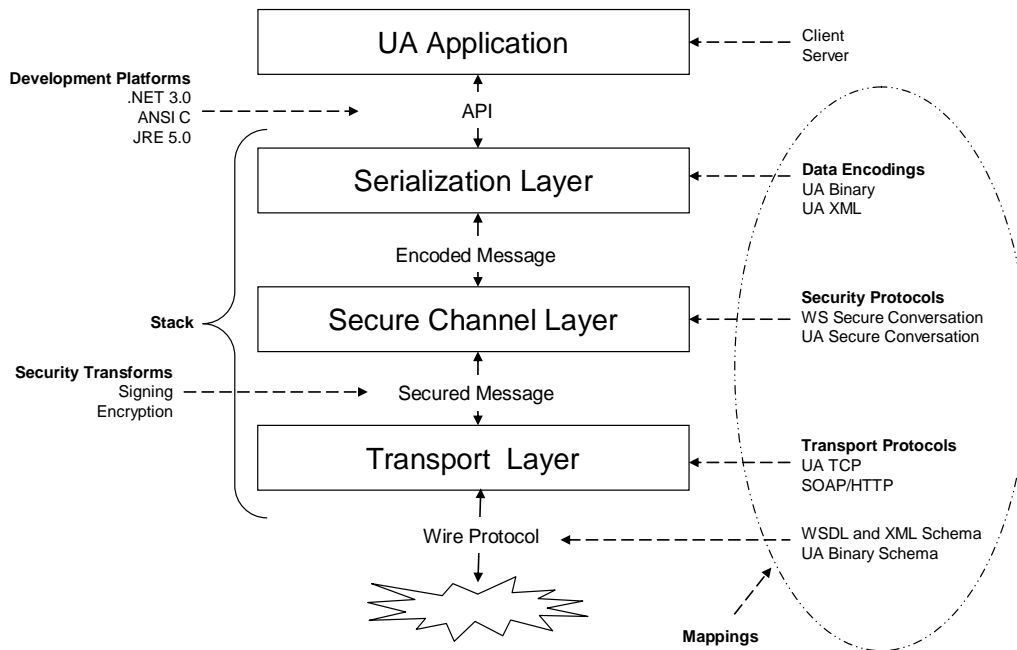 UA Application
Client
Server
Development Platforms
.NET 3.0
ANSI C
JRE 5.0
API
Serialization Layer
Data Encodings
UA Binary
UA XML
Encoded Message
Stack
Secure Channel Layer
Security Protocols
WS Secure Conversation
UA Secure Conversation
Security Transforms
Signing
Encryption
Secured Message
Transport Layer
Transport Protocols
UA TCP
SOAP/HTTP
Wire Protocol
WSDL and XML Schema
UA Binary Schema
Mappings